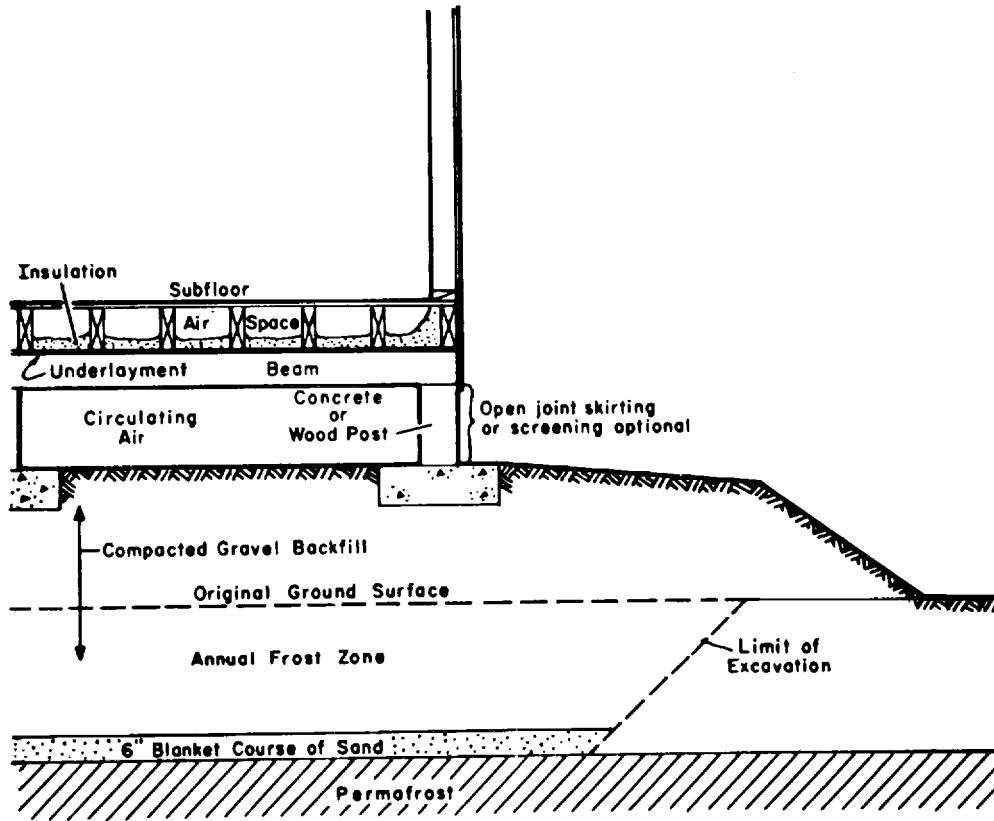 Insulation
Subfloor
Air Space
Underlayment
Beam
Circulating
Air
Concrete
or
Wood Post
Open joint skirting
or screening optional
Compacted Gravel Backfill
Original Ground Surface
Annual Frost Zone
Limit of
Excavation
6" Blanket Course of Sand
Permafrost